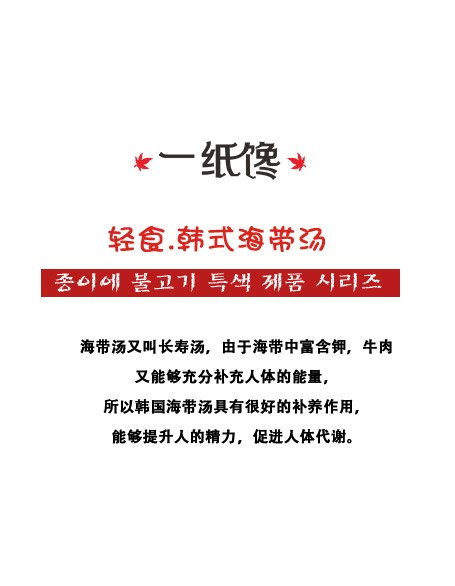 一纸馋
轻食.韩式海带汤
종이에 불고기 특색 제품 시리즈
海带汤又叫长寿汤，由于海带中富含钾，牛肉
又能够充分补充人体的能量，
所以韩国海带汤具有很好的补养作用，
能够提升人的精力，促进人体代谢。